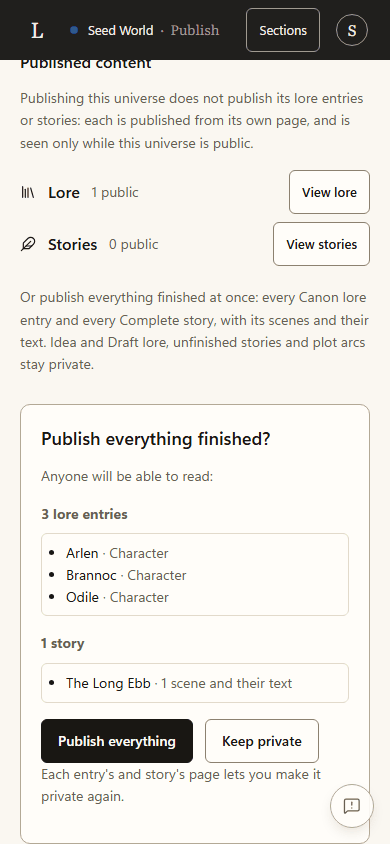 L
Seed World · Publish
Sections
S
Published content
Publishing this universe does not publish its lore entries
or stories: each is published from its own page, and is
seen only while this universe is public.
Lore 1 public
View lore
Stories 0 public
View stories
Or publish everything finished at once: every Canon lore
entry and every Complete story, with its scenes and their
text. Idea and Draft lore, unfinished stories and plot arcs
stay private.
Publish everything finished?
Anyone will be able to read:
3 lore entries
• Arlen · Character
• Brannoc · Character
• Odile · Character
1 story
• The Long Ebb · 1 scene and their text
Publish everything
Keep private
Each entry's and story's page lets you make it
private again.